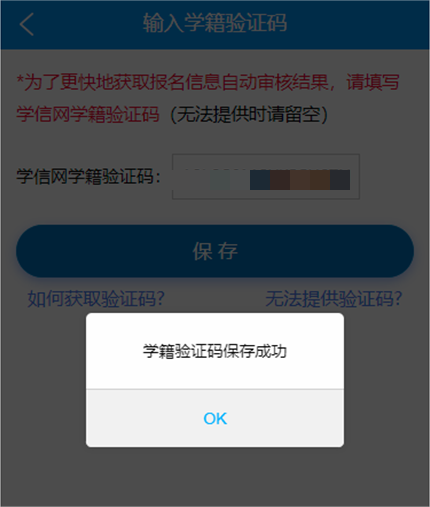 输入学籍验证码
*为了更快地获取报名信息自动审核结果，请填写
学信网学籍验证码（无法提供时请留空）
学信网学籍验证码：
保存
如何获取验证码? 无法提供验证码?
学籍验证码保存成功
OK